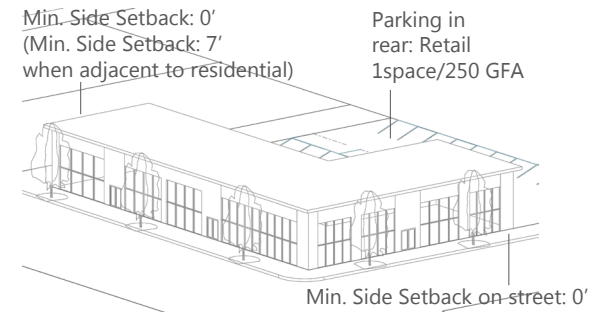 Min. Side Setback: 0’
(Min. Side Setback: 7’
when adjacent to residential)
Parking in
rear: Retail
1space/250 GFA
Min. Side Setback on street: 0’